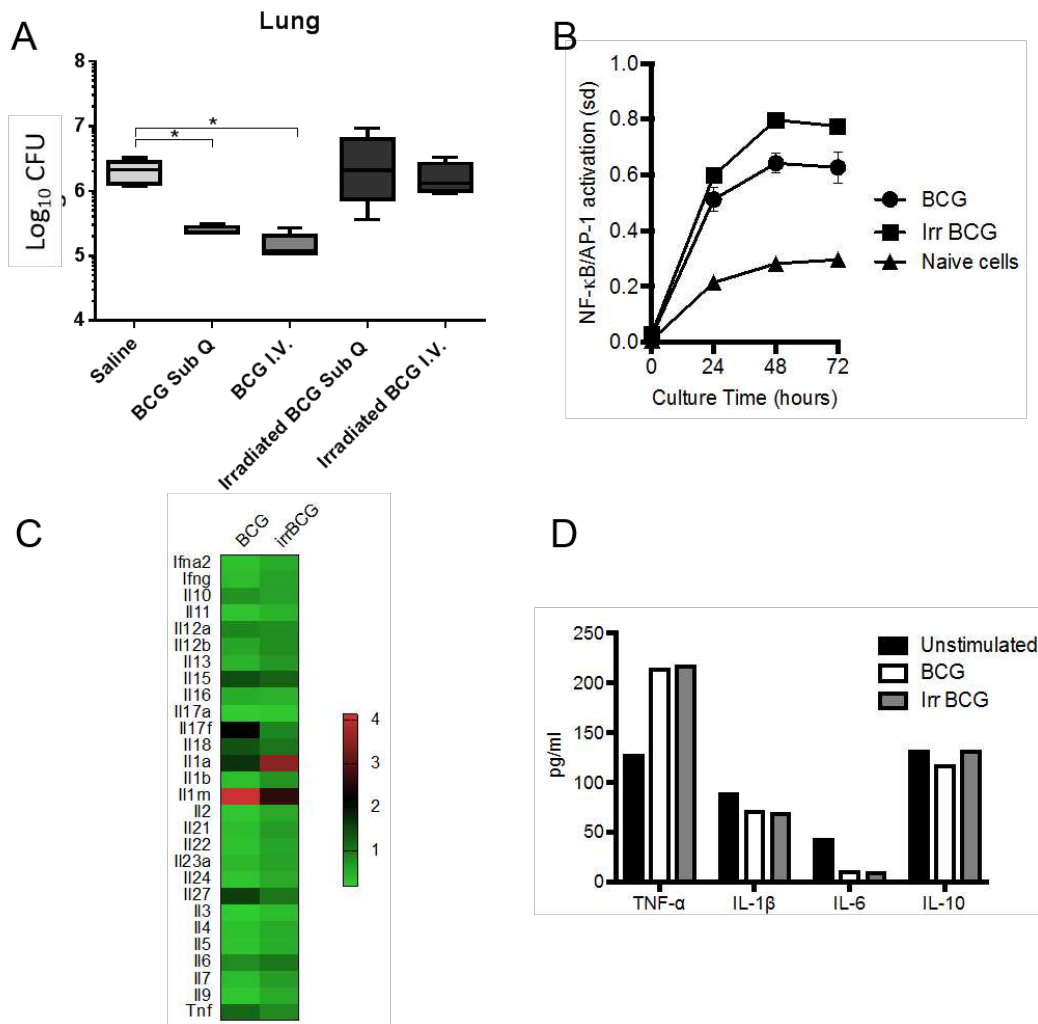 A
Lung
Log10 CFU
8
7
6
5
4
*
*
Saline
BCG Sub Q
BCG I.V.
Irradiated BCG Sub Q
Irradiated BCG I.V.
B
NF-κB/AP-1 activation (sd)
1.0
0.8
0.6
0.4
0.2
0.0
0
24
48
72
Culture Time (hours)
BCG
Irr BCG
Naive cells
C
BCG
irrBCG
Ifna2
Ifng
Il10
Il11
Il12a
Il12b
Il13
Il15
Il16
Il17a
Il17f
Il18
Il1a
Il1b
Il1rn
Il2
Il21
Il22
Il23a
Il24
Il27
Il3
Il4
Il5
Il6
Il7
Il9
Tnf
4
3
2
1
D
pg/ml
250
200
150
100
50
0
TNF-α
IL-1β
IL-6
IL-10
Unstimulated
BCG
Irr BCG